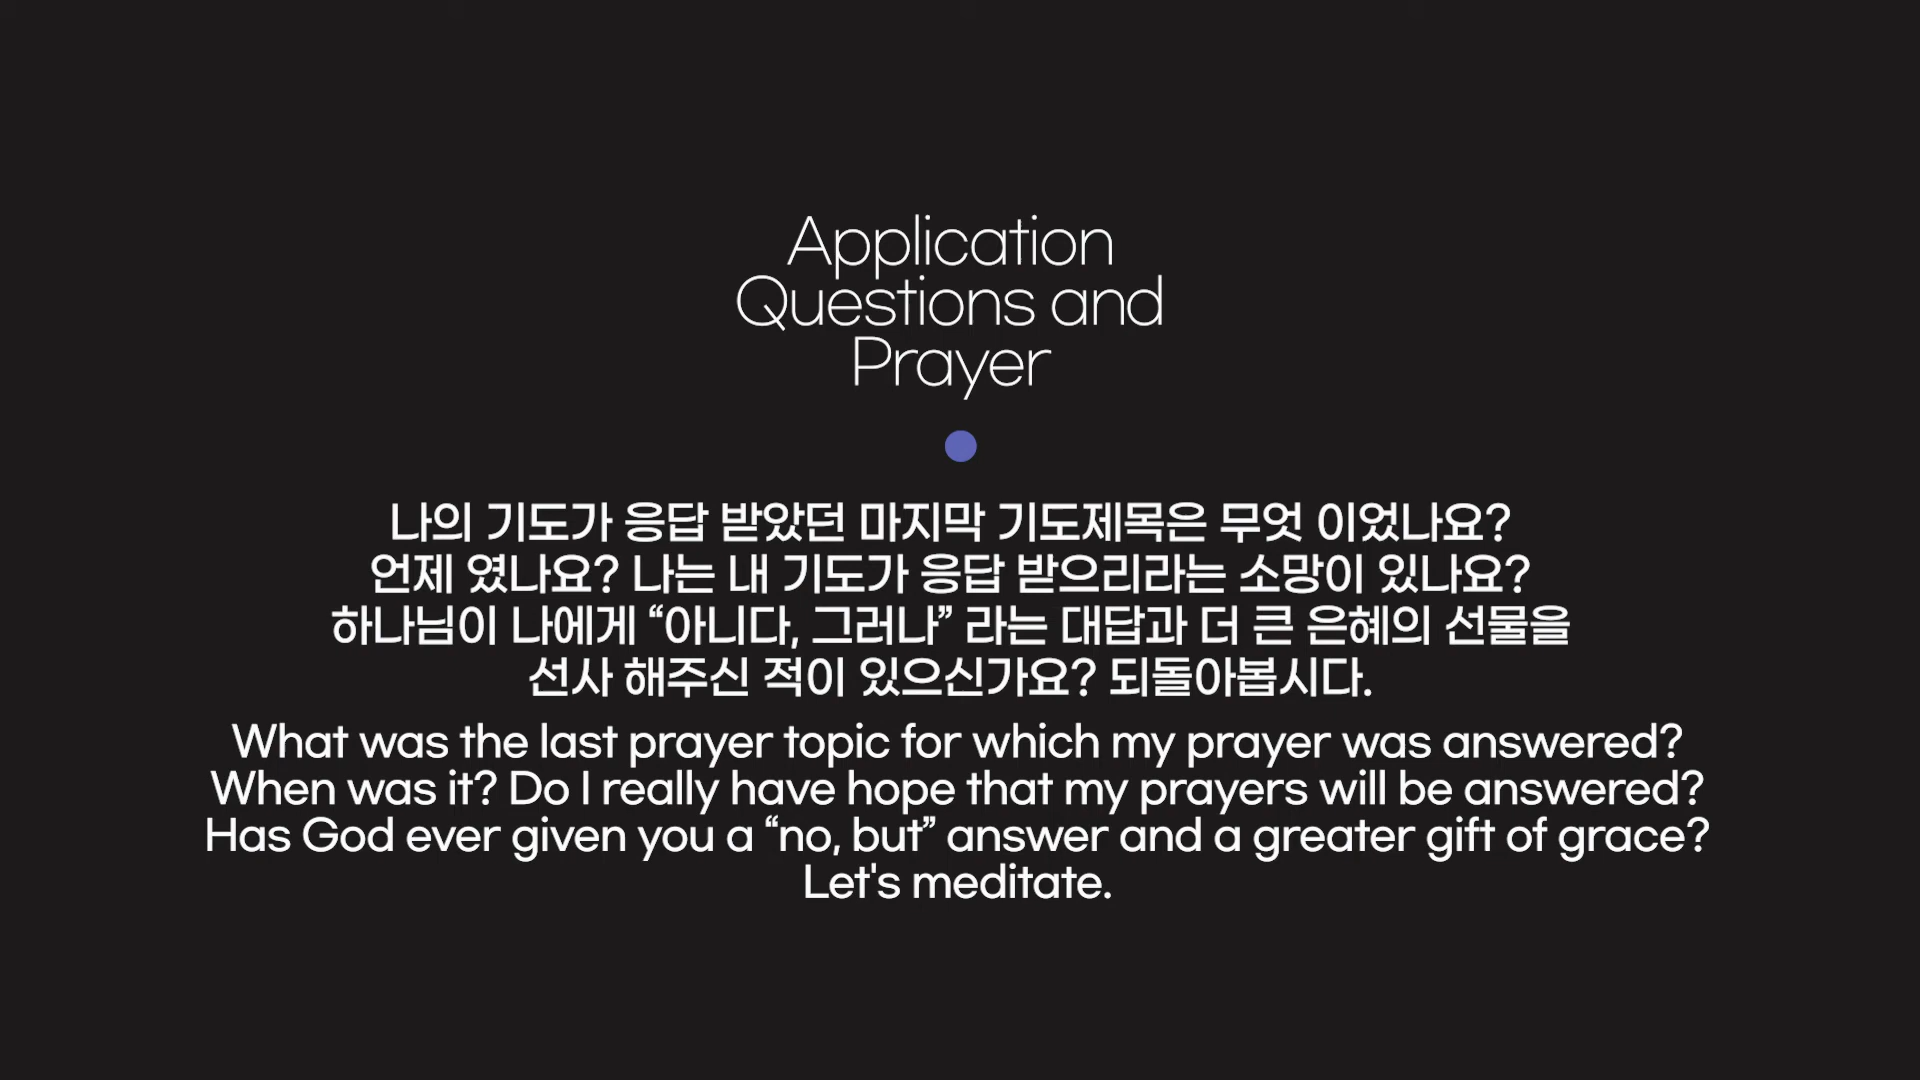 Application
Questions and
Prayer
나의 기도가 응답 받았던 마지막 기도제목은 무엇 이었나요?
언제 였나요? 나는 내 기도가 응답 받으리라는 소망이 있나요?
하나님이 나에게 “아니다, 그러나” 라는 대답과 더 큰 은혜의 선물을
선사 해주신 적이 있으신가요? 되돌아봅시다.
What was the last prayer topic for which my prayer was answered?
When was it? Do I really have hope that my prayers will be answered?
Has God ever given you a “no, but” answer and a greater gift of grace?
Let's meditate.